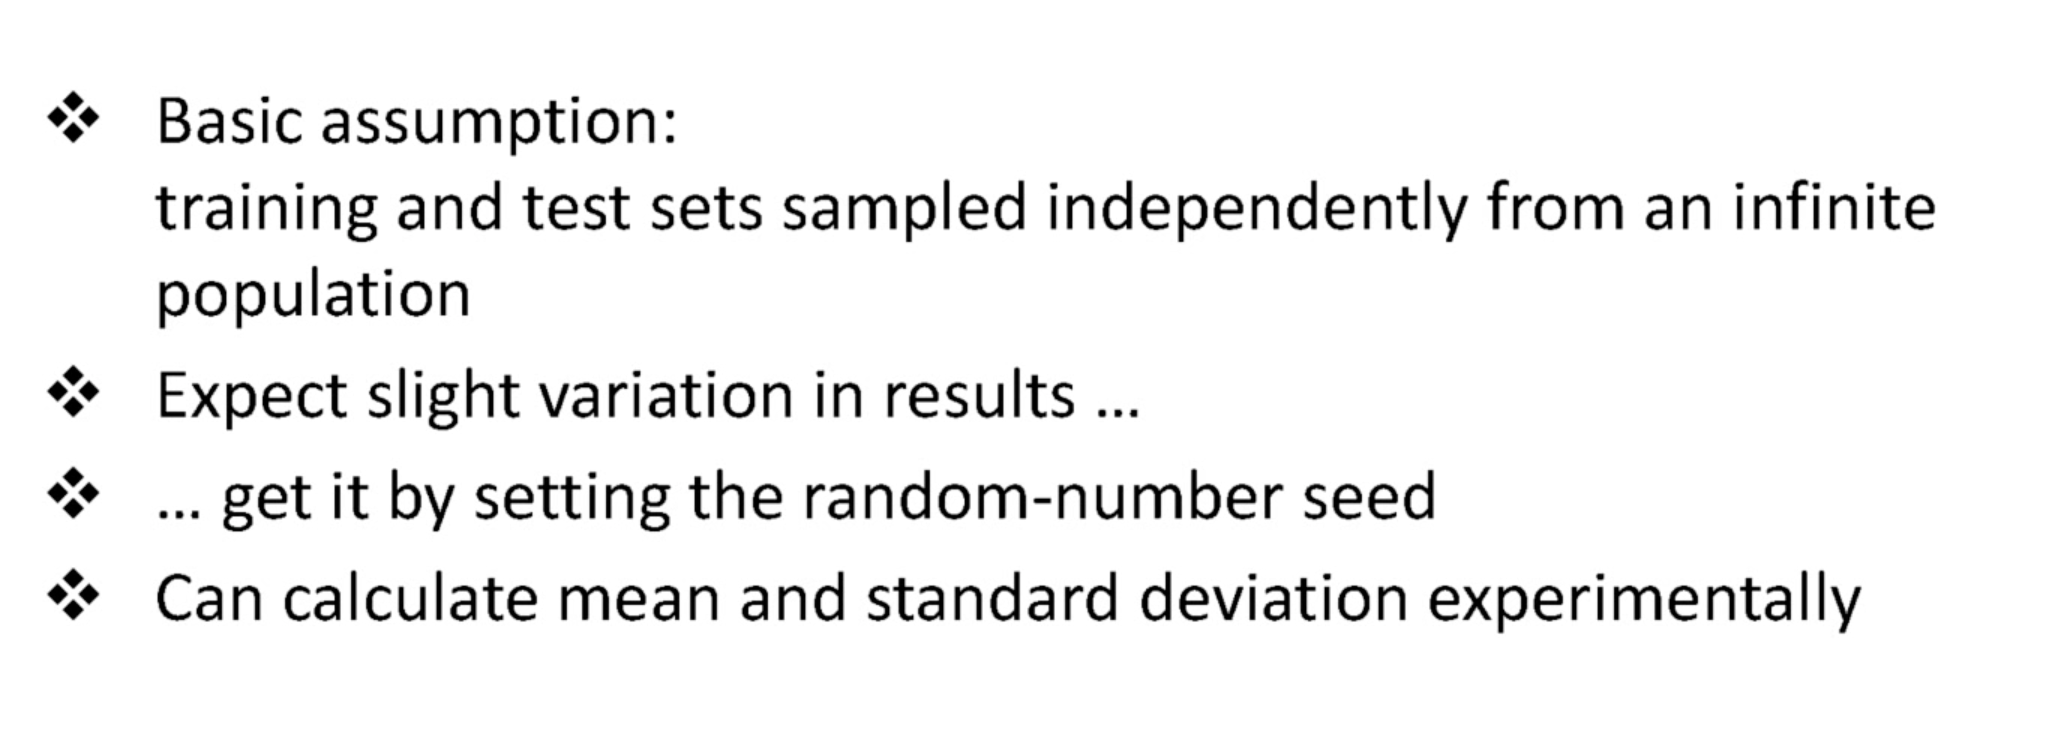 ❖ Basic assumption:
training and test sets sampled independently from an infinite
population
❖ Expect slight variation in results …
❖ … get it by setting the random-number seed
❖ Can calculate mean and standard deviation experimentally